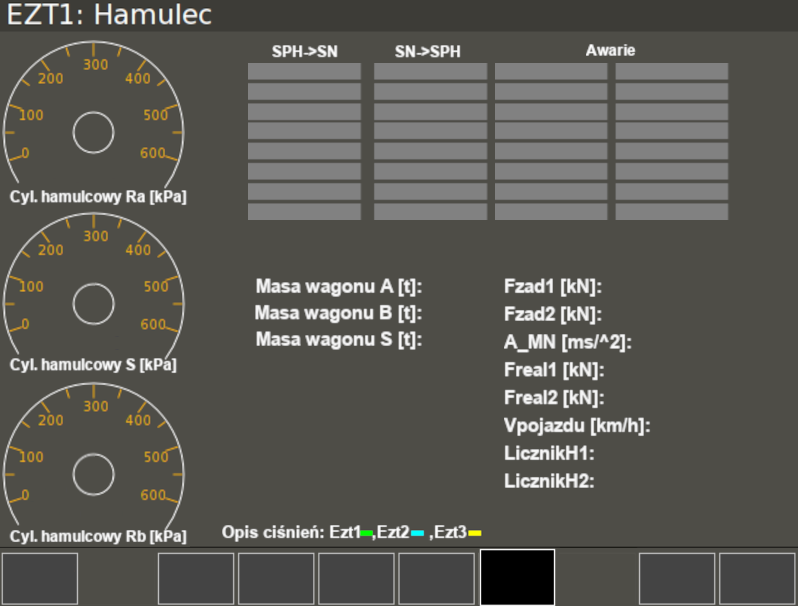 EZT1: Hamulec
SPH->SN SN->SPH Awarie
0 100 200 300 400 500 600
Cyl. hamulcowy Ra [kPa]
0 100 200 300 400 500 600
Cyl. hamulcowy S [kPa]
0 100 200 300 400 500 600
Cyl. hamulcowy Rb [kPa]
Masa wagonu A [t]:
Masa wagonu B [t]:
Masa wagonu S [t]:
Fzad1 [kN]:
Fzad2 [kN]:
A_MN [ms/^2]:
Freal1 [kN]:
Freal2 [kN]:
Vpojazdu [km/h]:
LicznikH1:
LicznikH2:
Opis ciśnień: Ezt1 ,Ezt2 ,Ezt3